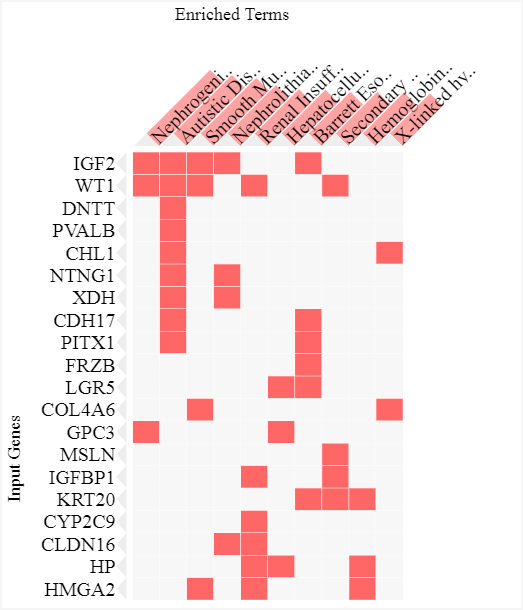 Enriched Terms
Nephrogeni..
Autistic Dis..
Smooth Mu..
Nephrolithia..
Renal Insuff..
Hepatocellu..
Barrett Eso..
Secondary ..
Hemoglobin..
X-linked hy..
IGF2
WT1
DNTT
PVALB
CHL1
NTNG1
XDH
CDH17
PITX1
FRZB
LGR5
COL4A6
GPC3
MSLN
IGFBP1
KRT20
CYP2C9
CLDN16
HP
HMGA2
Input Genes